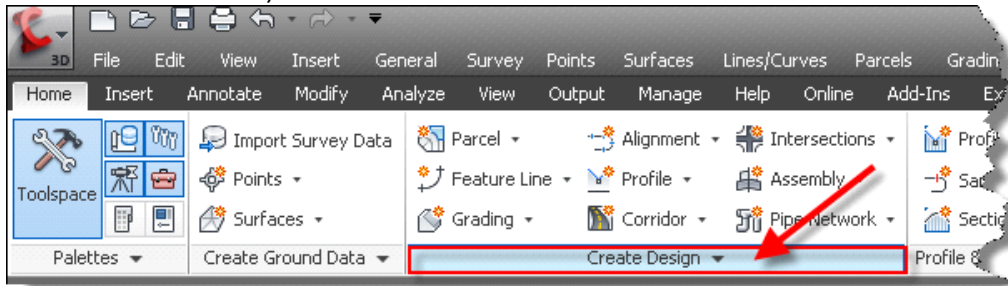 3D File Edit View Insert General Survey Points Surfaces Lines/Curves Parcels
Home Insert Annotate Modify Analyze View Output Manage Help Online Add-Ins
Import Survey Data Parcel Alignment Intersections
Toolspace Points Feature Line Profile Assembly
Surfaces Grading Corridor Pipe Network
Palettes Create Ground Data Create Design Profile &